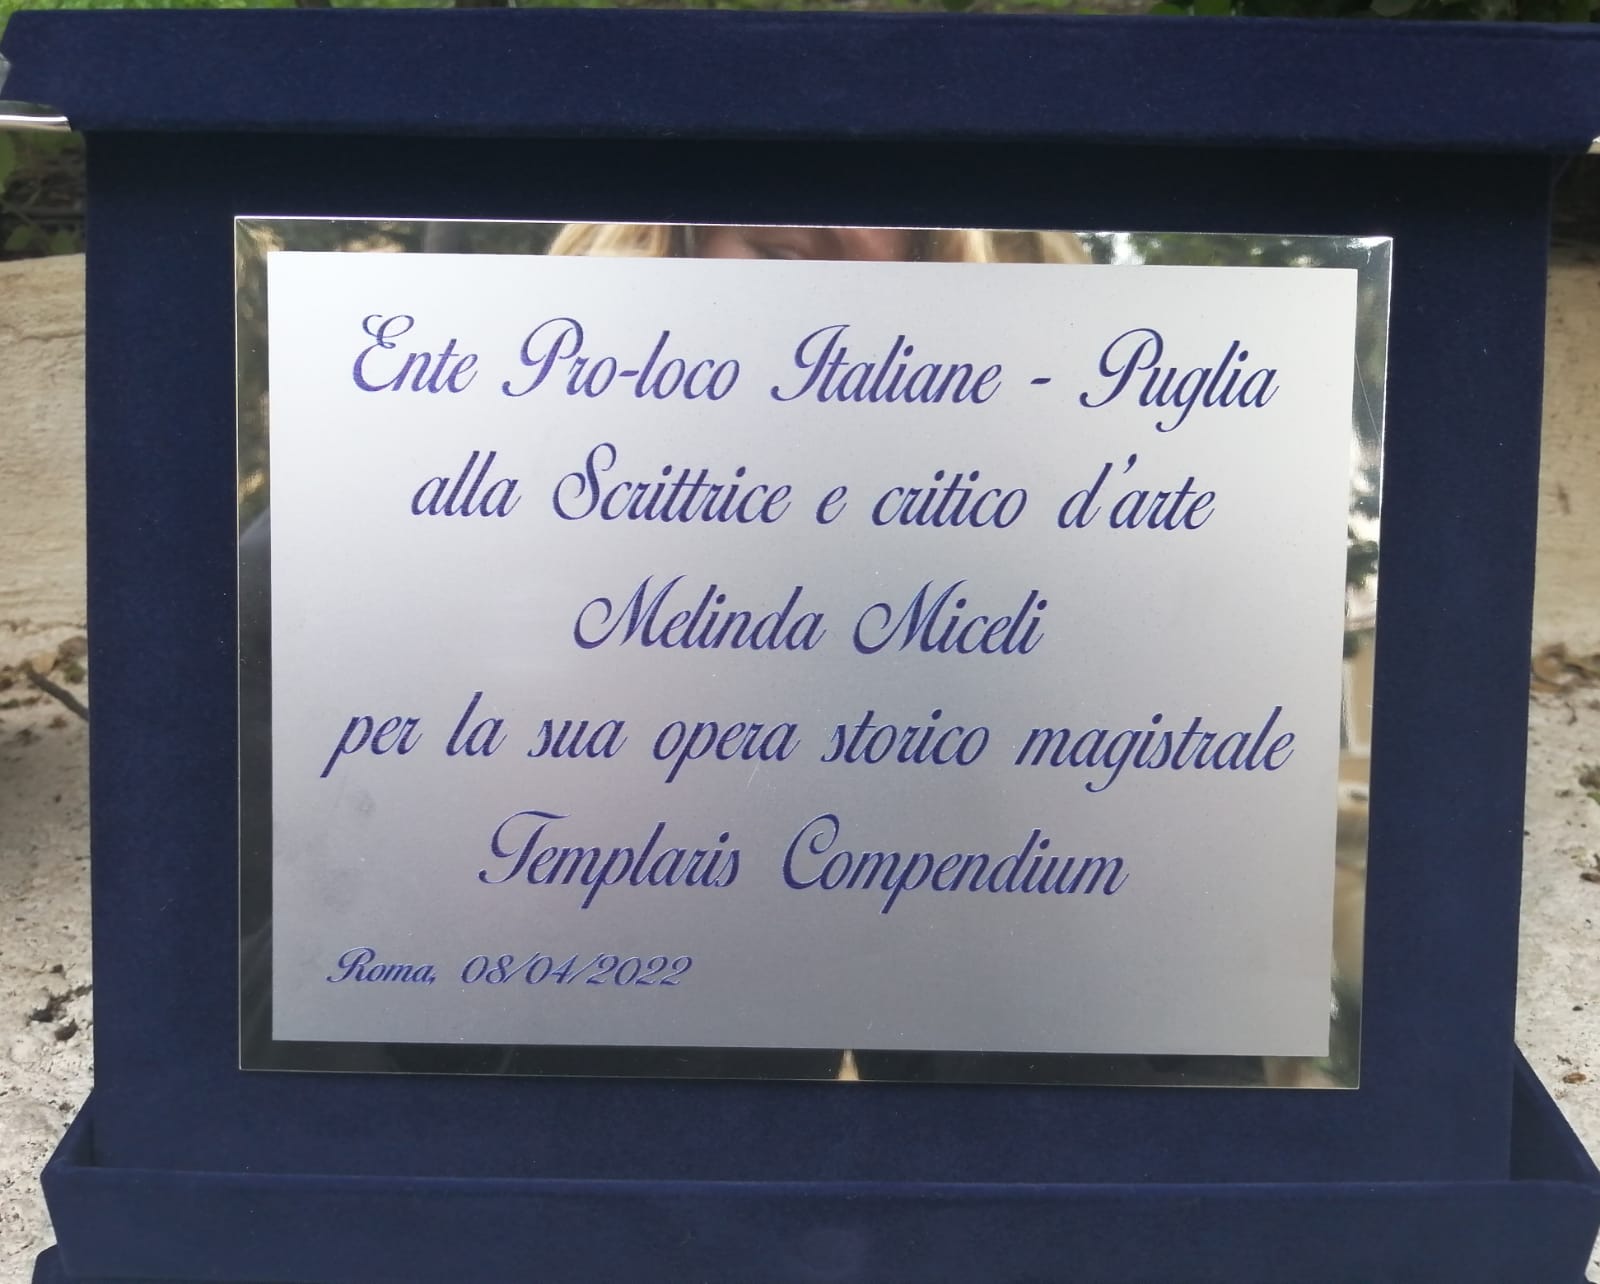 Ente Pro-loco Italiane - Puglia
alla Scrittrice e critico d'arte
Melinda Miceli
per la sua opera storico magistrale
Templaris Compendium
Roma, 08/04/2022